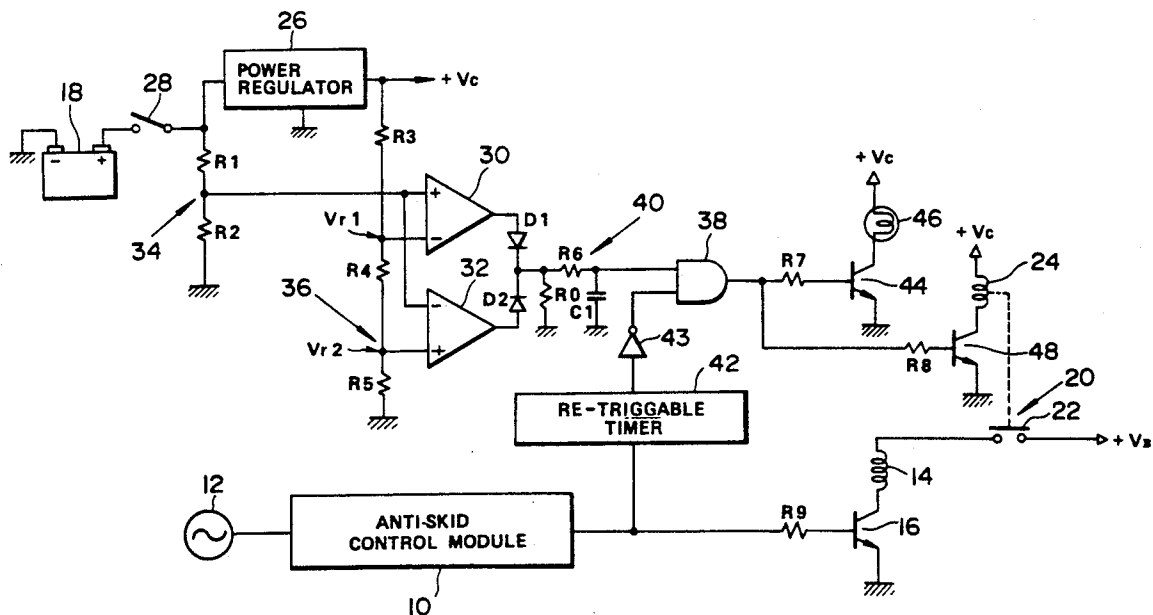 26
POWER
REGULATOR
+ Vc
28
18
- +
R1
R3
30
+ Vc
34
R2
Vr1
+
-
D1
40
38
46
+ Vc
R4
R6
R7
24
32
D2
R0
C1
44
36
-
+
Vr2
43
R8
48
R5
42
20
RE-TRIGGABLE
TIMER
22
+ VB
14
12
ANTI-SKID
CONTROL MODULE
R9
16
10